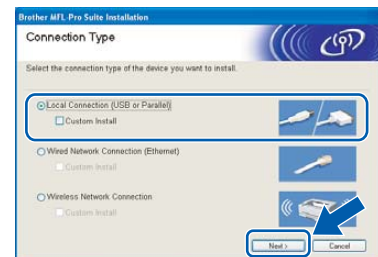 Brother MFL-Pro Suite Installation
Connection Type
Select the connection type of the device you want to install.
Local Connection (USB or Parallel)
Custom Install
Wired Network Connection (Ethernet)
Custom Install
Wireless Network Connection
Custom Install
Next >
Cancel